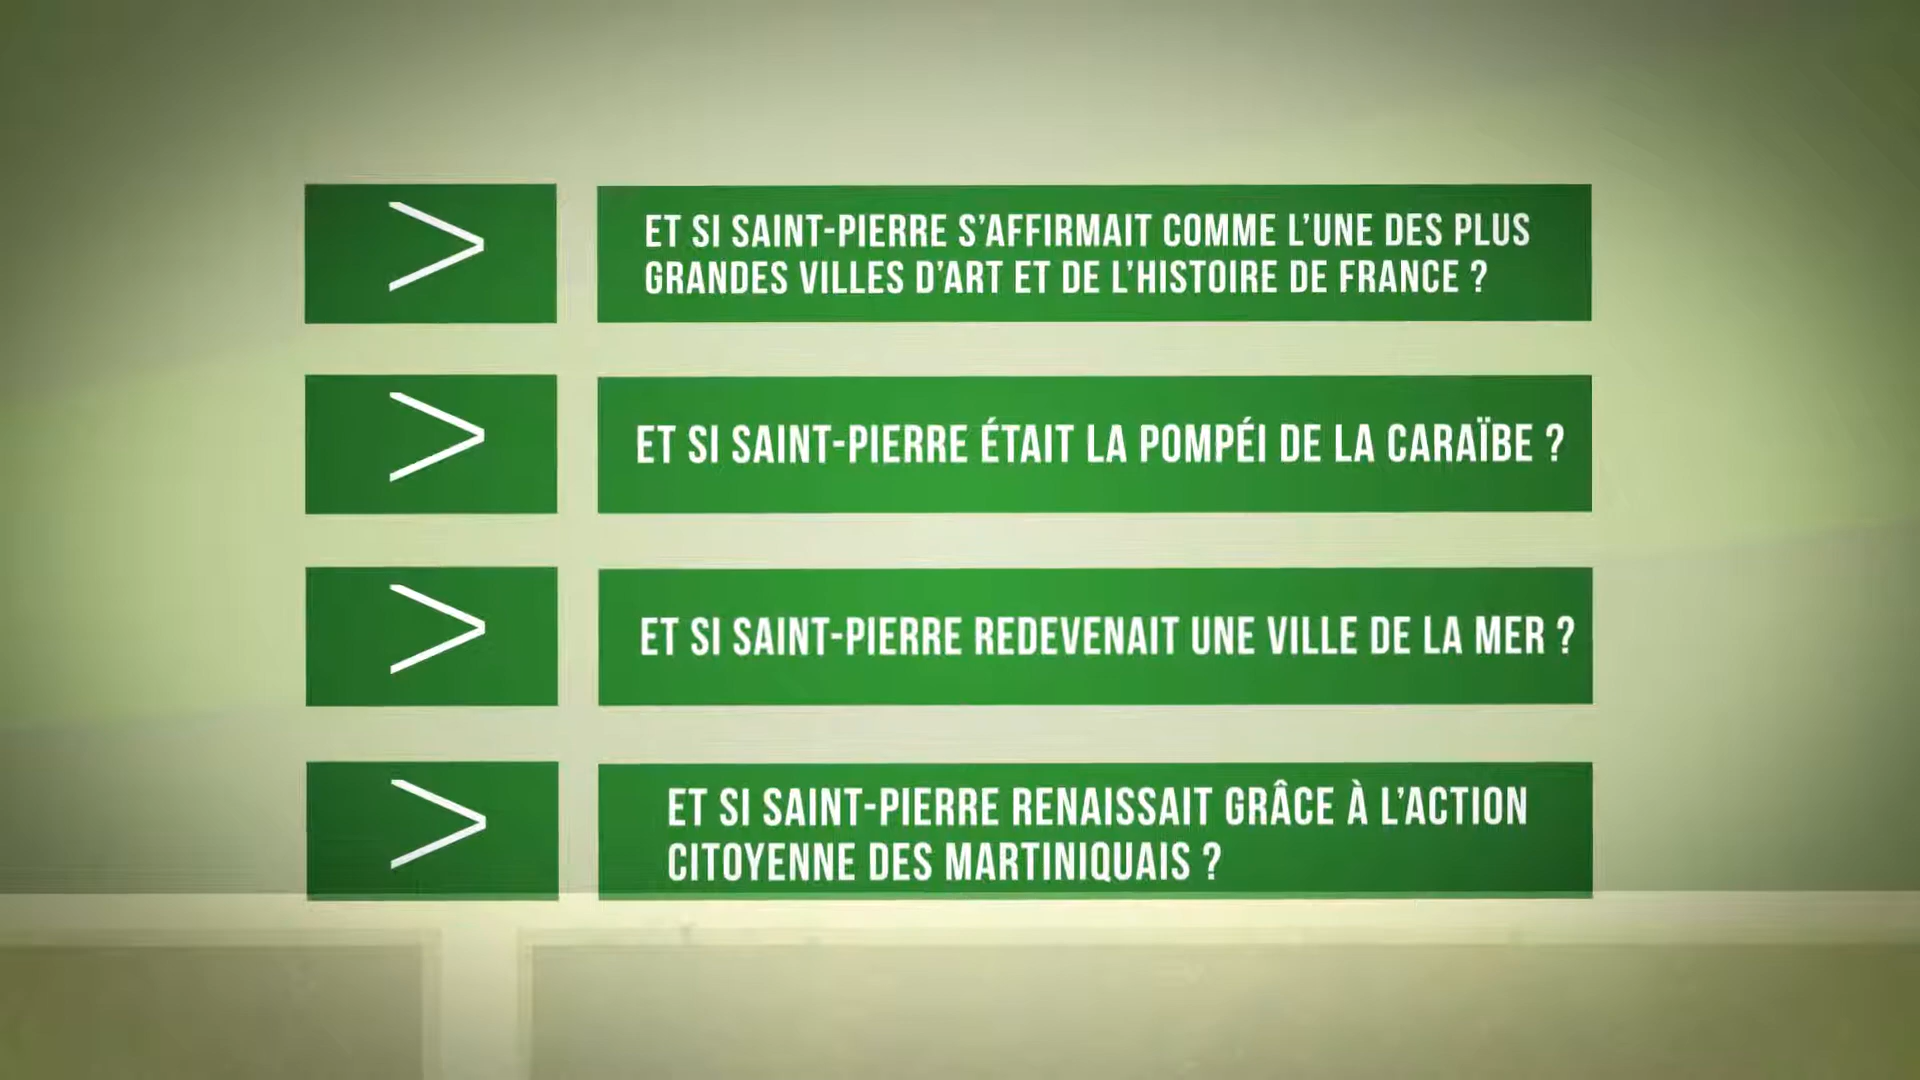 > ET SI SAINT-PIERRE S’AFFIRMAIT COMME L’UNE DES PLUS
GRANDES VILLES D’ART ET DE L’HISTOIRE DE FRANCE ?
> ET SI SAINT-PIERRE ÉTAIT LA POMPÉI DE LA CARAÏBE ?
> ET SI SAINT-PIERRE REDEVENAIT UNE VILLE DE LA MER ?
> ET SI SAINT-PIERRE RENAISSAIT GRÂCE À L’ACTION
CITOYENNE DES MARTINIQUAIS ?